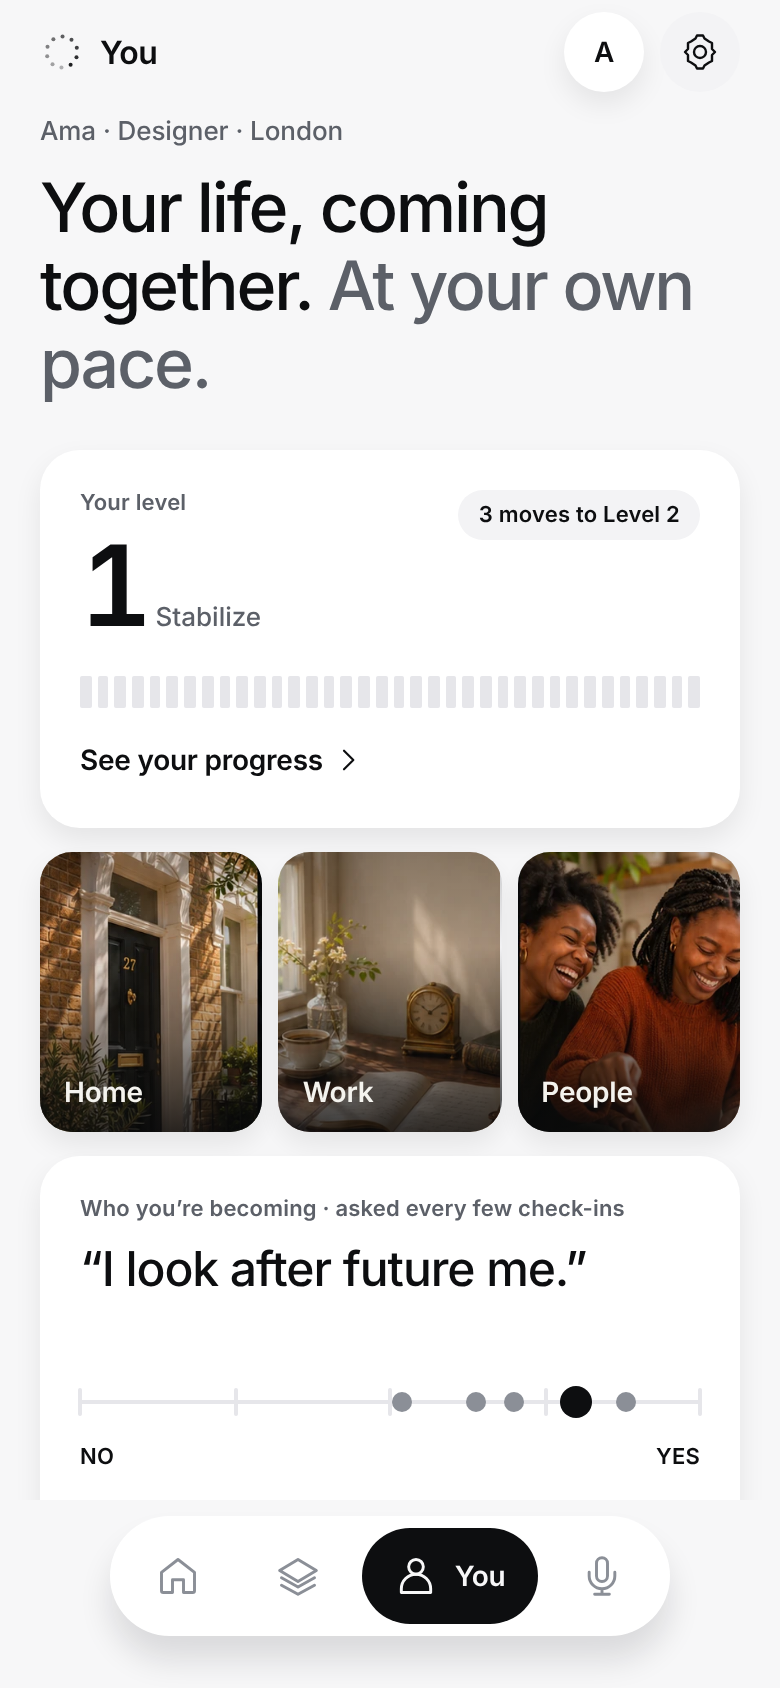 You
A
Ama · Designer · London
Your life, coming
together. At your own
pace.
Your level
3 moves to Level 2
1 Stabilize
See your progress
27
Home
Work
People
Who you’re becoming · asked every few check-ins
“I look after future me.”
NO
YES
You